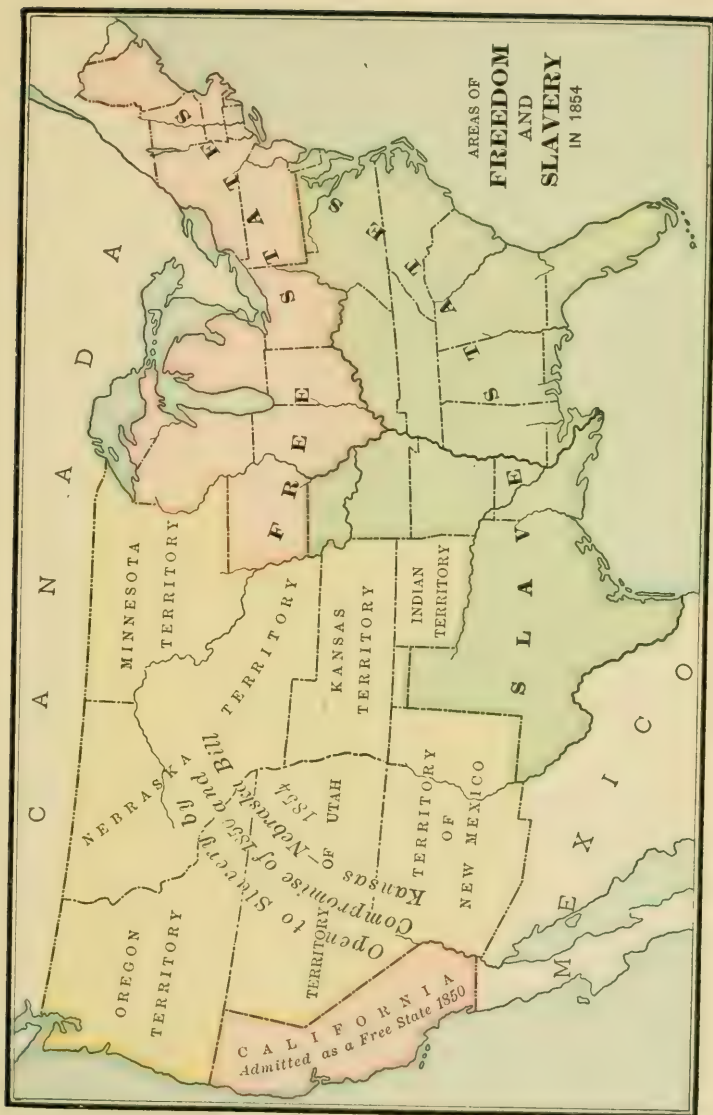 AREAS OF
FREEDOM
AND
SLAVERY
IN 1854
CANADA
FREE STATES
SLAVE STATES
MEXICO
OREGON
TERRITORY
NEBRASKA
TERRITORY
MINNESOTA
TERRITORY
KANSAS
TERRITORY
INDIAN
TERRITORY
TERRITORY OF UTAH
TERRITORY
OF
NEW MEXICO
CALIFORNIA
Admitted as a Free State 1850
Open to Slavery by
Compromise of 1850 and
Kansas–Nebraska Bill
1854